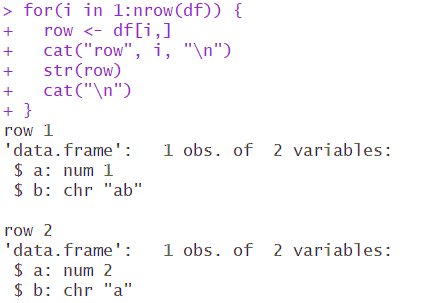 > for(i in 1:nrow(df)) {
+   row <- df[i,]
+   cat("row", i, "\n")
+   str(row)
+   cat("\n")
+ }
row 1
'data.frame':   1 obs. of  2 variables:
 $ a: num 1
 $ b: chr "ab"

row 2
'data.frame':   1 obs. of  2 variables:
 $ a: num 2
 $ b: chr "a"